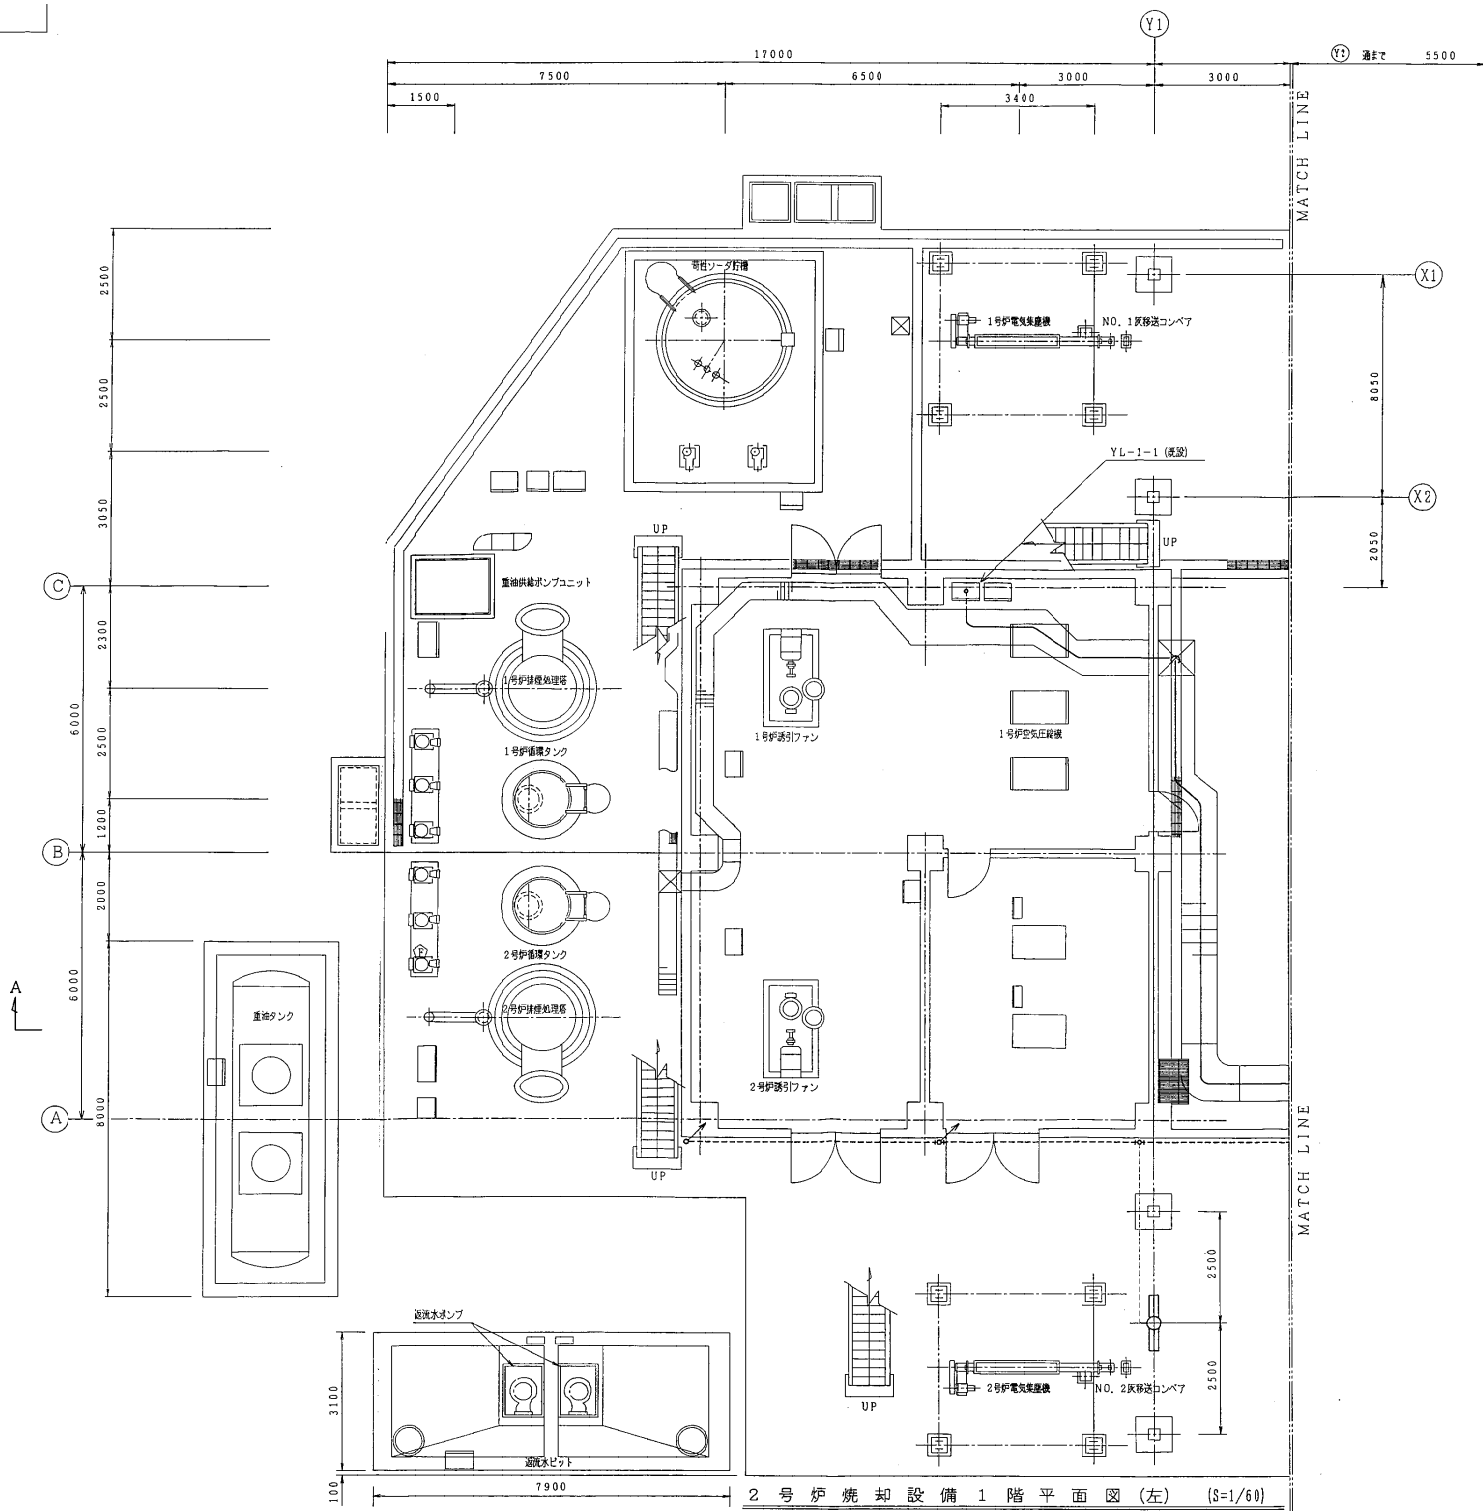 Y1
17000
Y2 通まで 5500
7500
6500
3000
3000
1500
3400
MATCH LINE
苛性ソーダ貯槽
2500
X1
1号炉電気集塵機
NO. 1灰移送コンベア
2500
8050
YL-1-1 (既設)
X2
3050
UP
UP
2050
C
重油供給ポンプユニット
2300
1号炉排煙処理塔
6000
2500
1号炉循環タンク
1号炉誘引ファン
1号炉空気圧縮機
1200
B
2000
2号炉循環タンク
F
6000
A
重油タンク
2号炉排煙処理塔
2号炉誘引ファン
8000
A
UP
MATCH LINE
2500
返流水ポンプ
3100
2500
2号炉電気集塵機
NO. 2灰移送コンベア
UP
返流水ピット
100
7900
2号炉焼却設備1階平面図(左) (S=1/60)